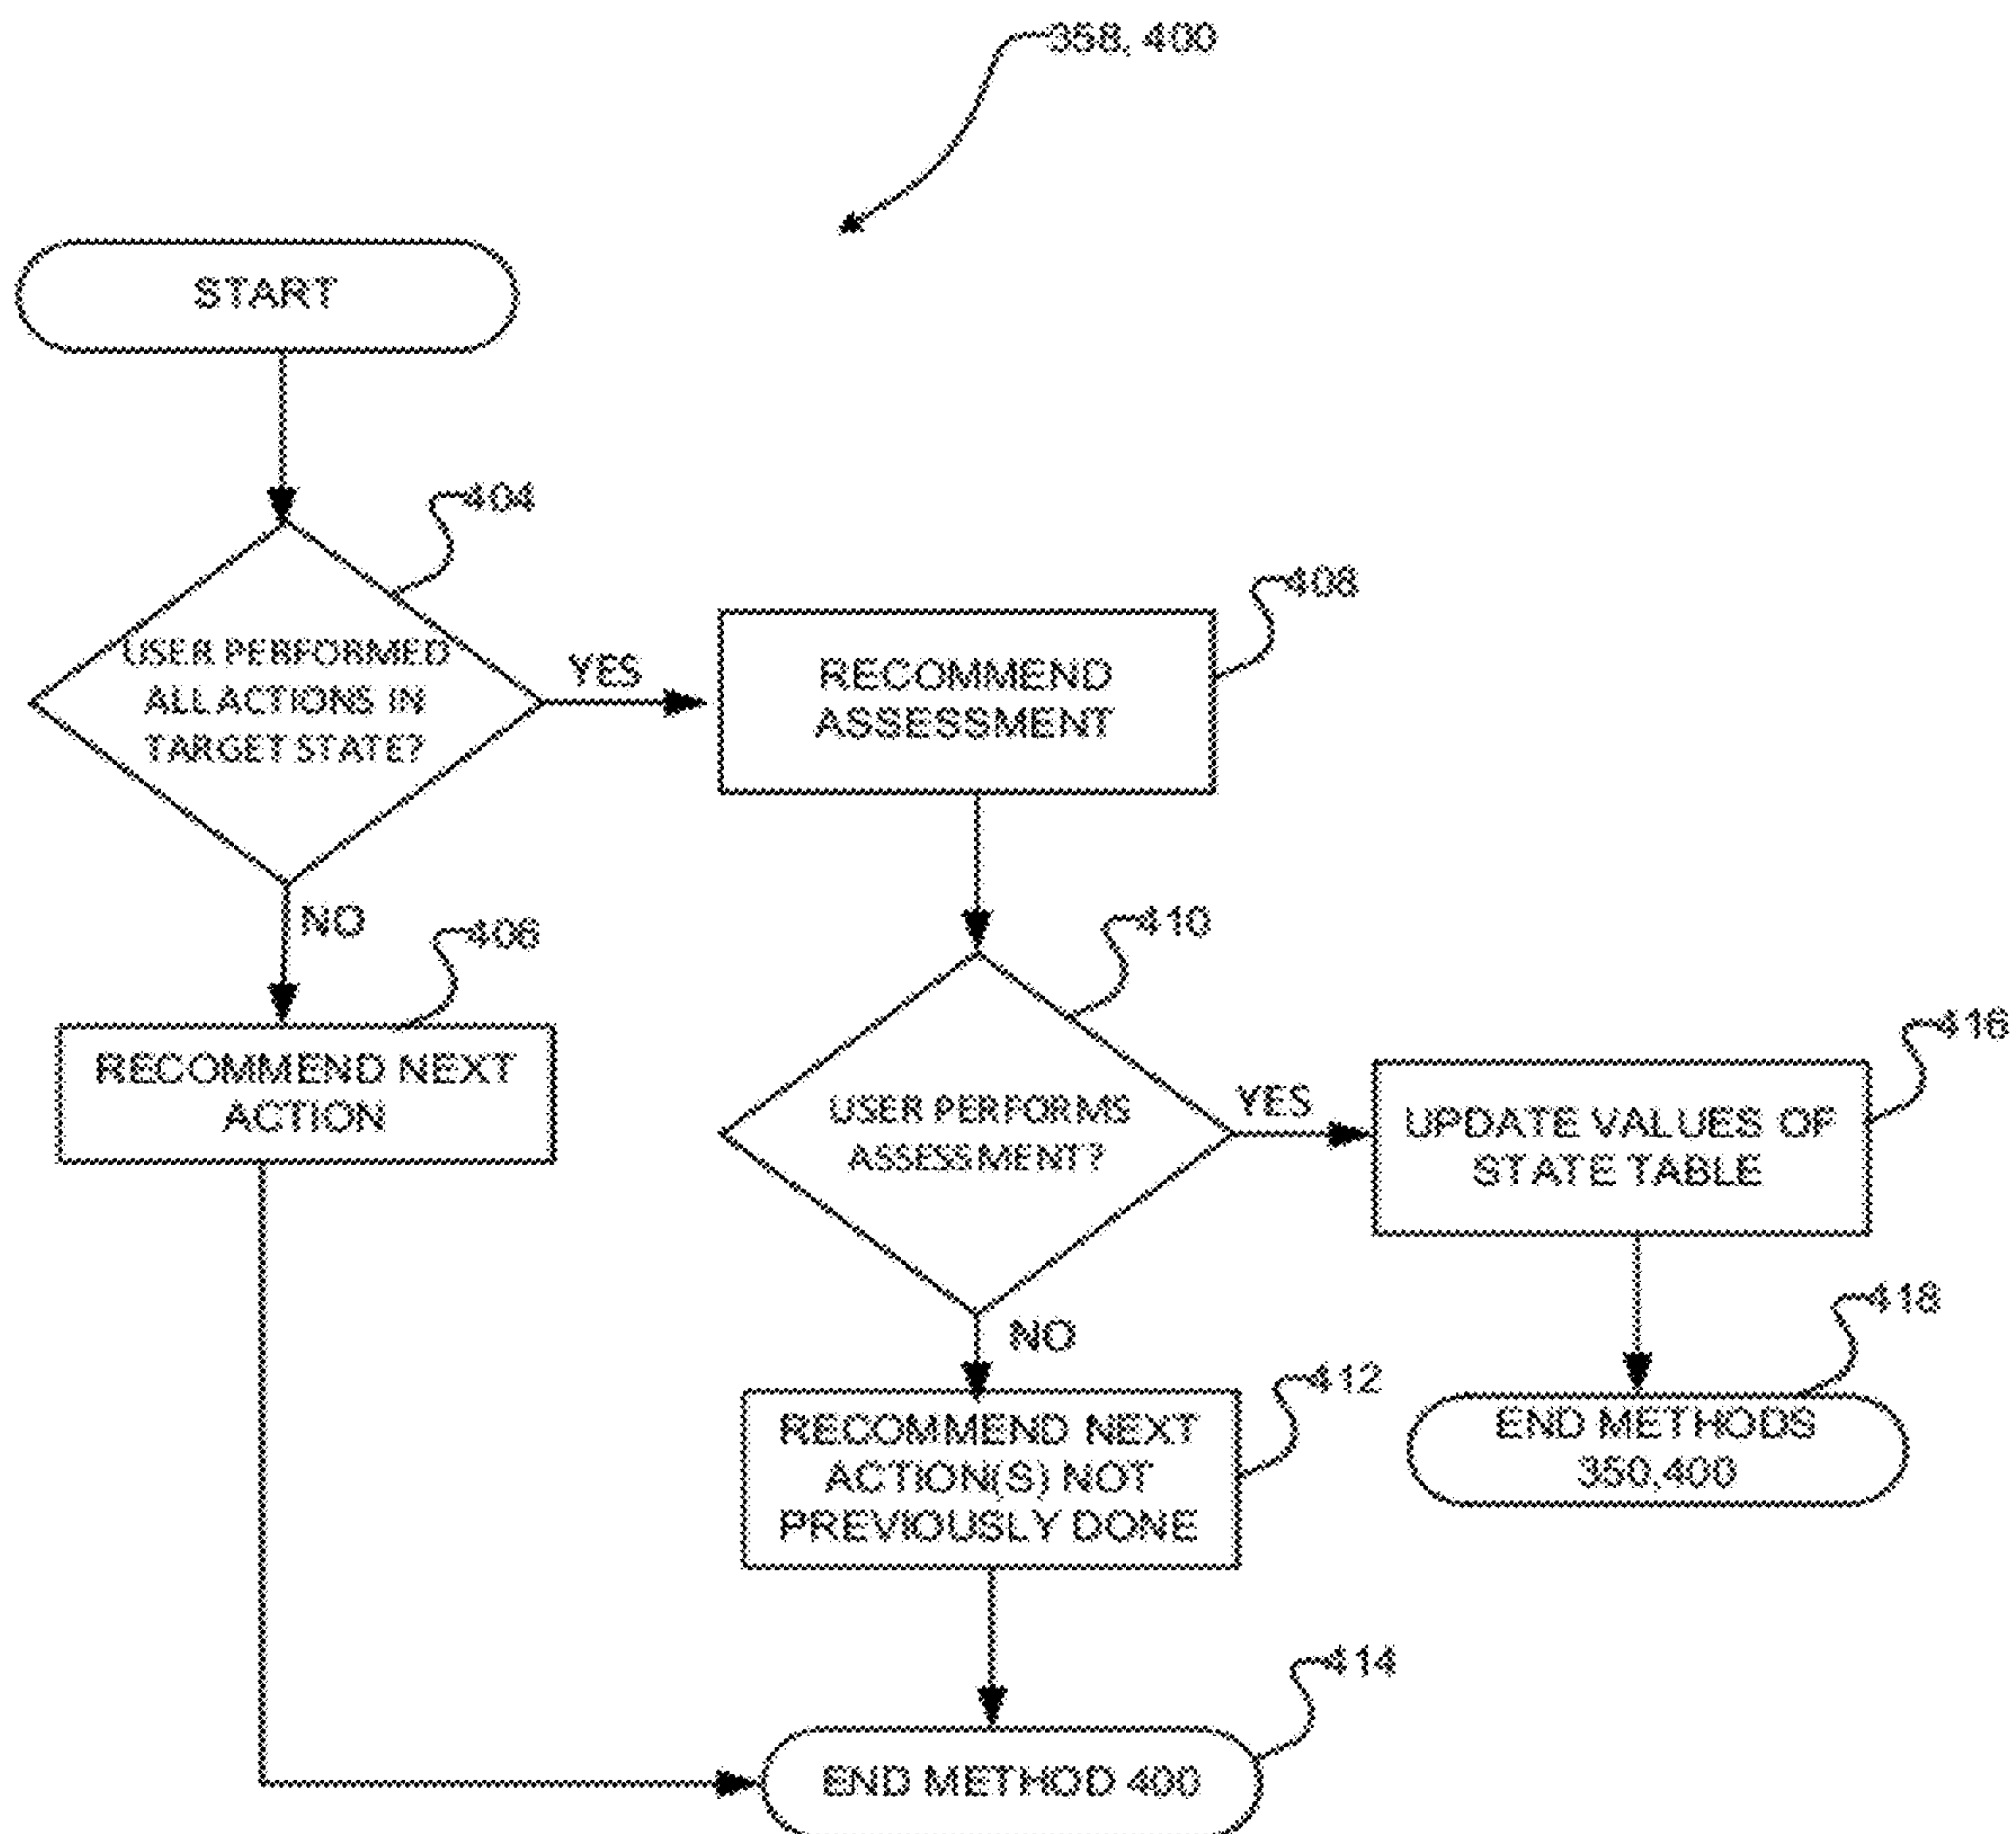 358, 400
START
404
USER PERFORMED
ALL ACTIONS IN
TARGET STATE?
YES
408
RECOMMEND
ASSESSMENT
NO
406
RECOMMEND NEXT
ACTION
410
USER PERFORMS
ASSESSMENT?
YES
416
UPDATE VALUES OF
STATE TABLE
NO
412
RECOMMEND NEXT
ACTION(S) NOT
PREVIOUSLY DONE
418
END METHODS
350,400
414
END METHOD 400